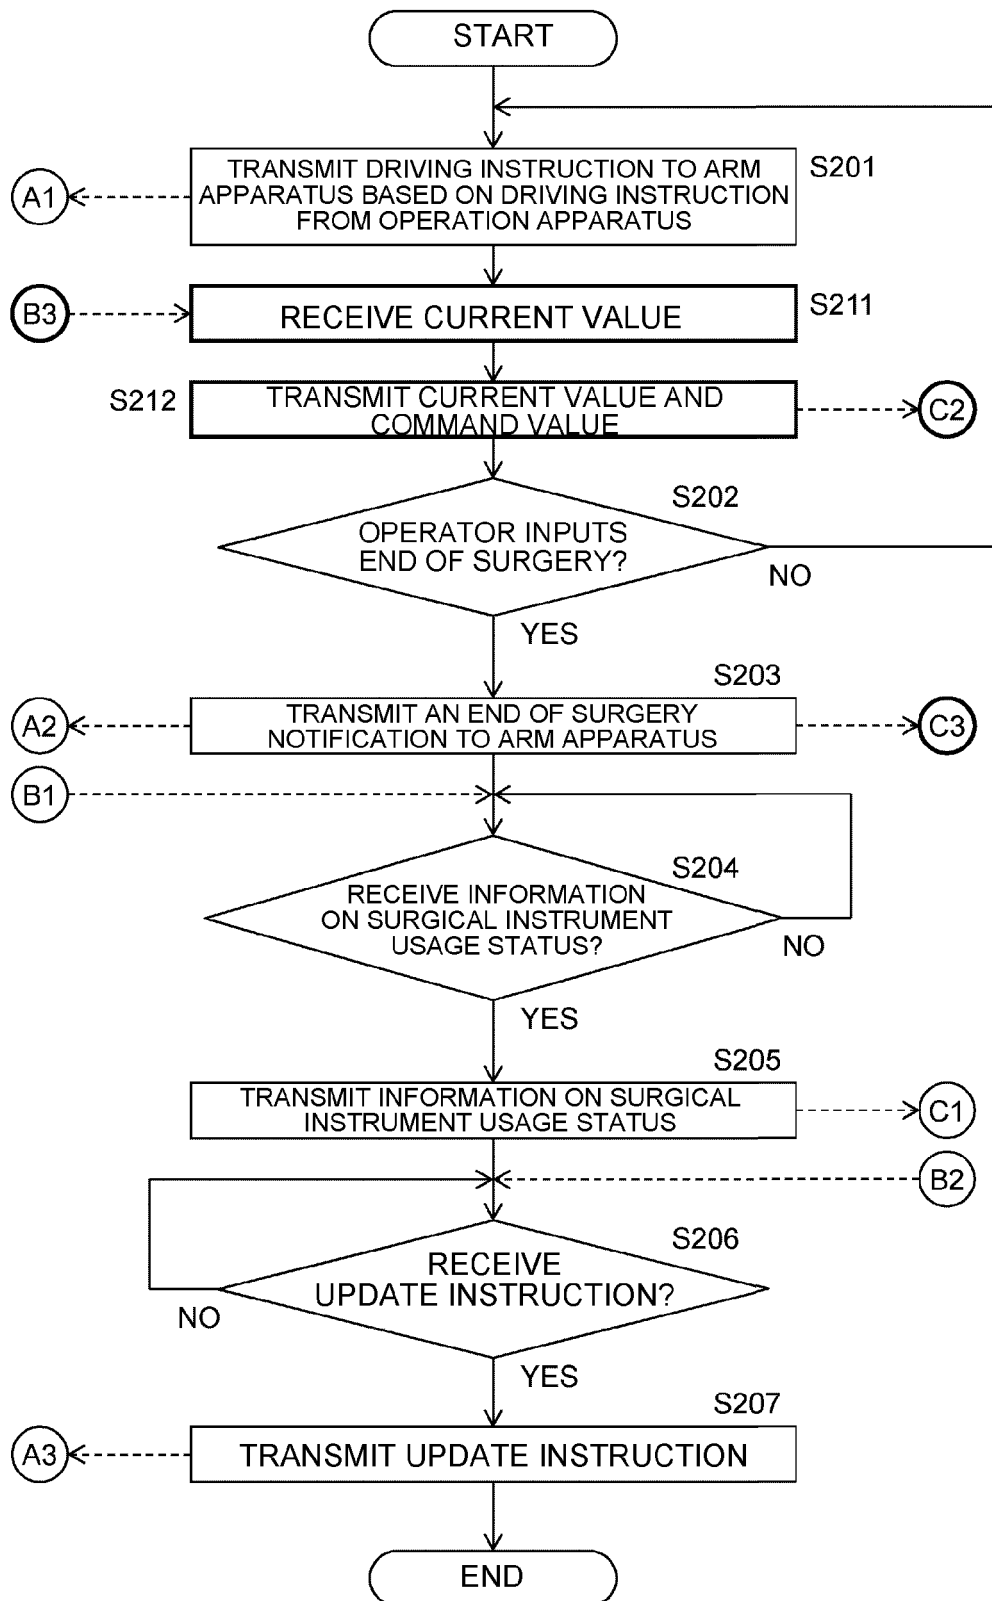 START
TRANSMIT DRIVING INSTRUCTION TO ARM
APPARATUS BASED ON DRIVING INSTRUCTION
FROM OPERATION APPARATUS
S201
A1
B3
RECEIVE CURRENT VALUE
S211
S212
TRANSMIT CURRENT VALUE AND
COMMAND VALUE
C2
S202
OPERATOR INPUTS
END OF SURGERY?
NO
YES
S203
A2
TRANSMIT AN END OF SURGERY
NOTIFICATION TO ARM APPARATUS
C3
B1
S204
RECEIVE INFORMATION
ON SURGICAL INSTRUMENT
USAGE STATUS?
NO
YES
S205
TRANSMIT INFORMATION ON SURGICAL
INSTRUMENT USAGE STATUS
C1
B2
S206
RECEIVE
UPDATE INSTRUCTION?
NO
YES
S207
A3
TRANSMIT UPDATE INSTRUCTION
END